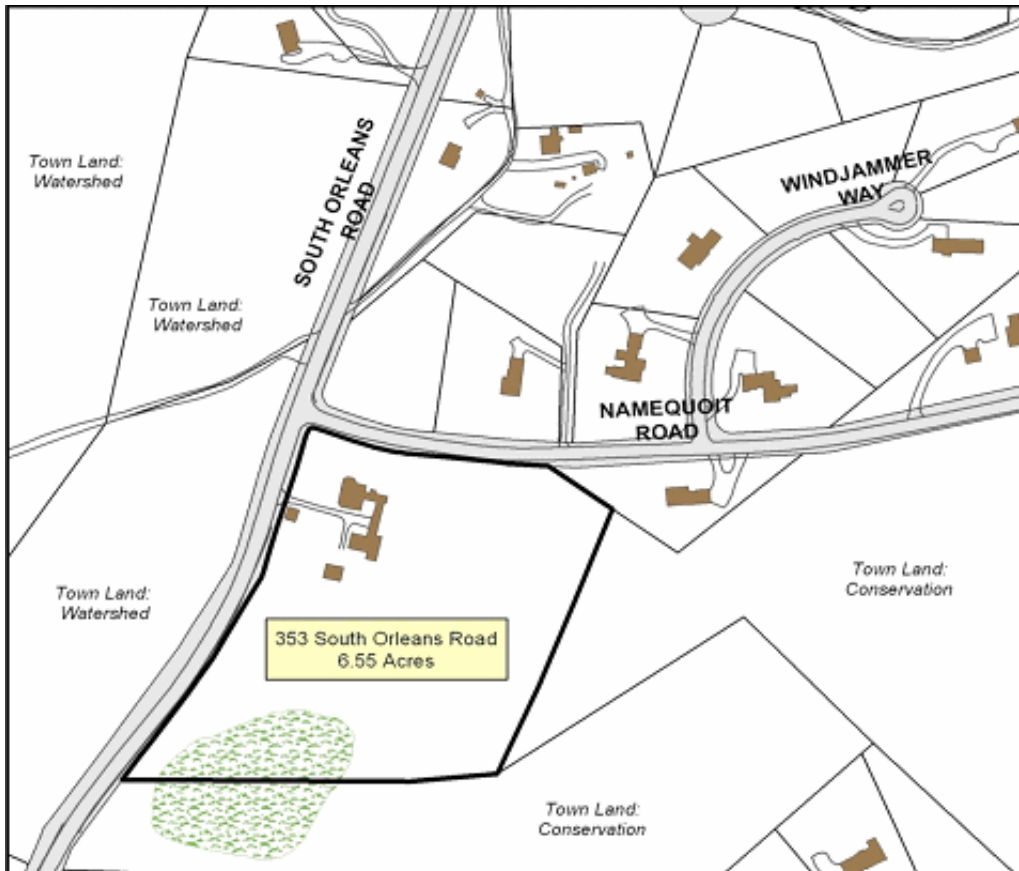 Town Land:
Watershed
SOUTH ORLEANS
ROAD
WINDJAMMER
WAY
Town Land:
Watershed
NAMEQUOIT
ROAD
Town Land:
Watershed
Town Land:
Conservation
353 South Orleans Road
6.55 Acres
Town Land:
Conservation